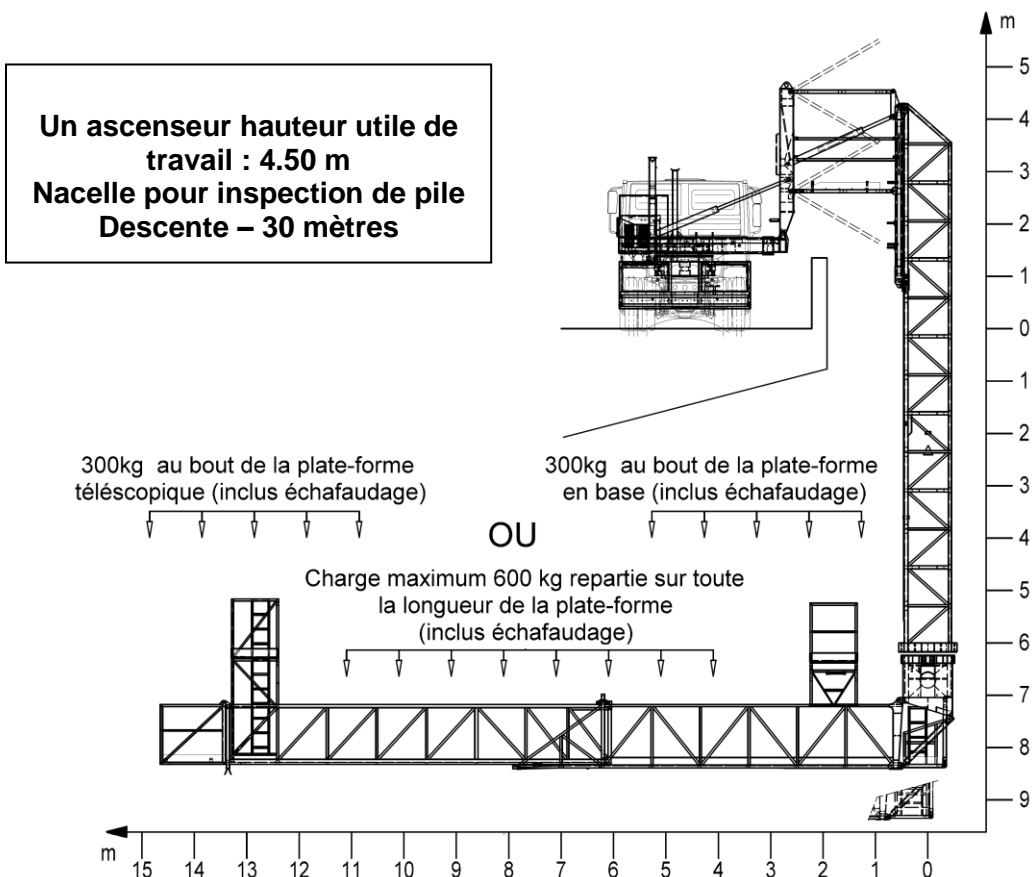 Un ascenseur hauteur utile de
travail : 4.50 m
Nacelle pour inspection de pile
Descente – 30 mètres
m
5
4
3
2
1
0
1
2
3
4
5
6
7
8
9
300kg au bout de la plate-forme
téléscopique (inclus échafaudage)
300kg au bout de la plate-forme
en base (inclus échafaudage)
OU
Charge maximum 600 kg repartie sur toute
la longueur de la plate-forme
(inclus échafaudage)
m
15 14 13 12 11 10 9 8 7 6 5 4 3 2 1 0